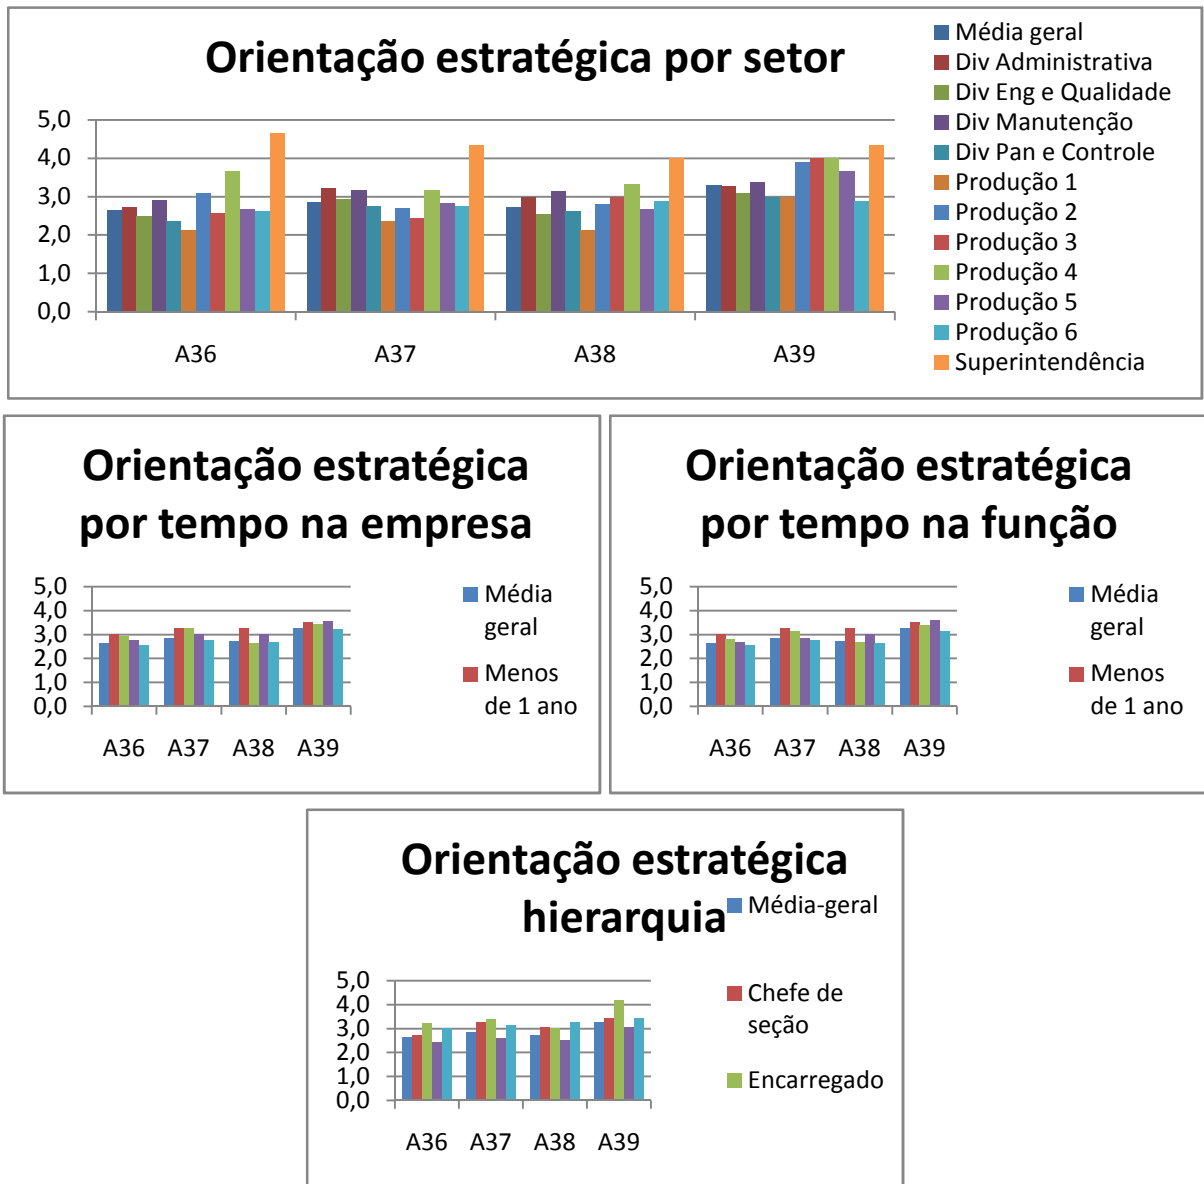 Orientação estratégica por setor
5,0
4,0
3,0
2,0
1,0
0,0
A36 A37 A38 A39
Média geral
Div Administrativa
Div Eng e Qualidade
Div Manutenção
Div Pan e Controle
Produção 1
Produção 2
Produção 3
Produção 4
Produção 5
Produção 6
Superintendência
Orientação estratégica
por tempo na empresa
5,0
4,0
3,0
2,0
1,0
0,0
A36 A37 A38 A39
Média
geral
Menos
de 1 ano
Orientação estratégica
por tempo na função
5,0
4,0
3,0
2,0
1,0
0,0
A36 A37 A38 A39
Média
geral
Menos
de 1 ano
Orientação estratégica
hierarquia
5,0
4,0
3,0
2,0
1,0
0,0
A36 A37 A38 A39
Média-geral
Chefe de
seção
Encarregado